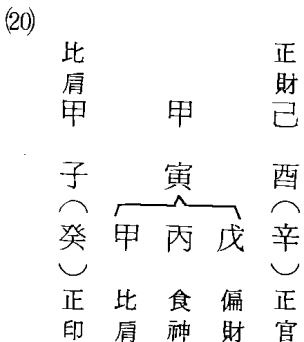 (20)
正財己酉(辛)正官
甲寅
戊偏財
丙食神
甲比肩
比肩甲子(癸)正印